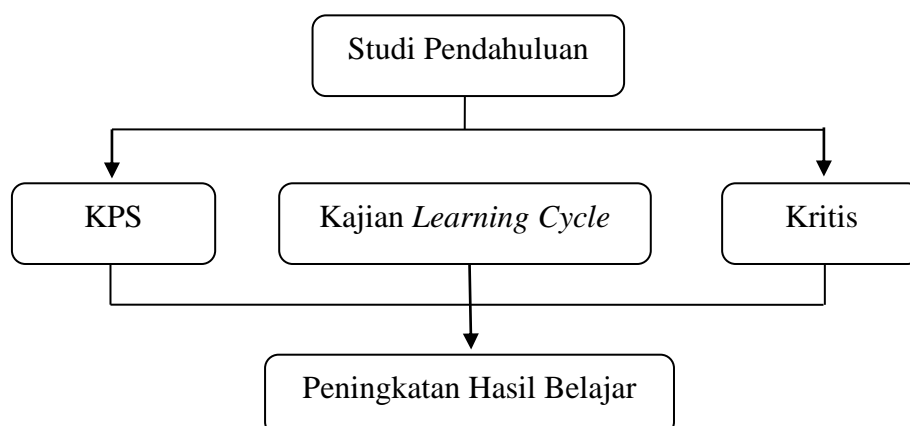 Studi Pendahuluan
KPS
Kajian Learning Cycle
Kritis
Peningkatan Hasil Belajar